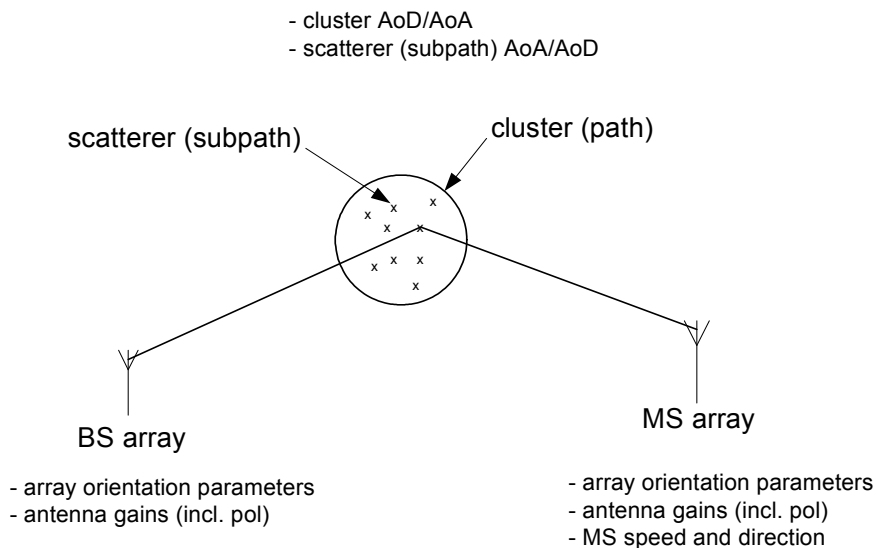 - cluster AoD/AoA
- scatterer (subpath) AoA/AoD
scatterer (subpath)
cluster (path)
x
x
x
x
x
x
x
x
x
BS array
MS array
- array orientation parameters
- antenna gains (incl. pol)
- array orientation parameters
- antenna gains (incl. pol)
- MS speed and direction